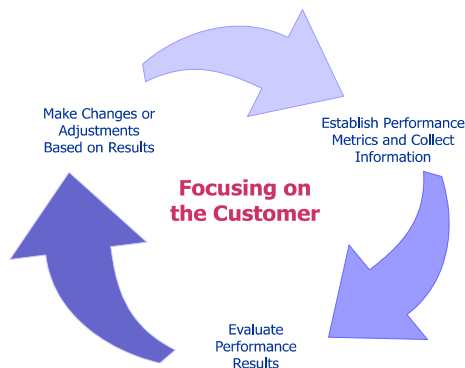 Make Changes or
Adjustments
Based on Results
Establish Performance
Metrics and Collect
Information
Focusing on
the Customer
Evaluate
Performance
Results